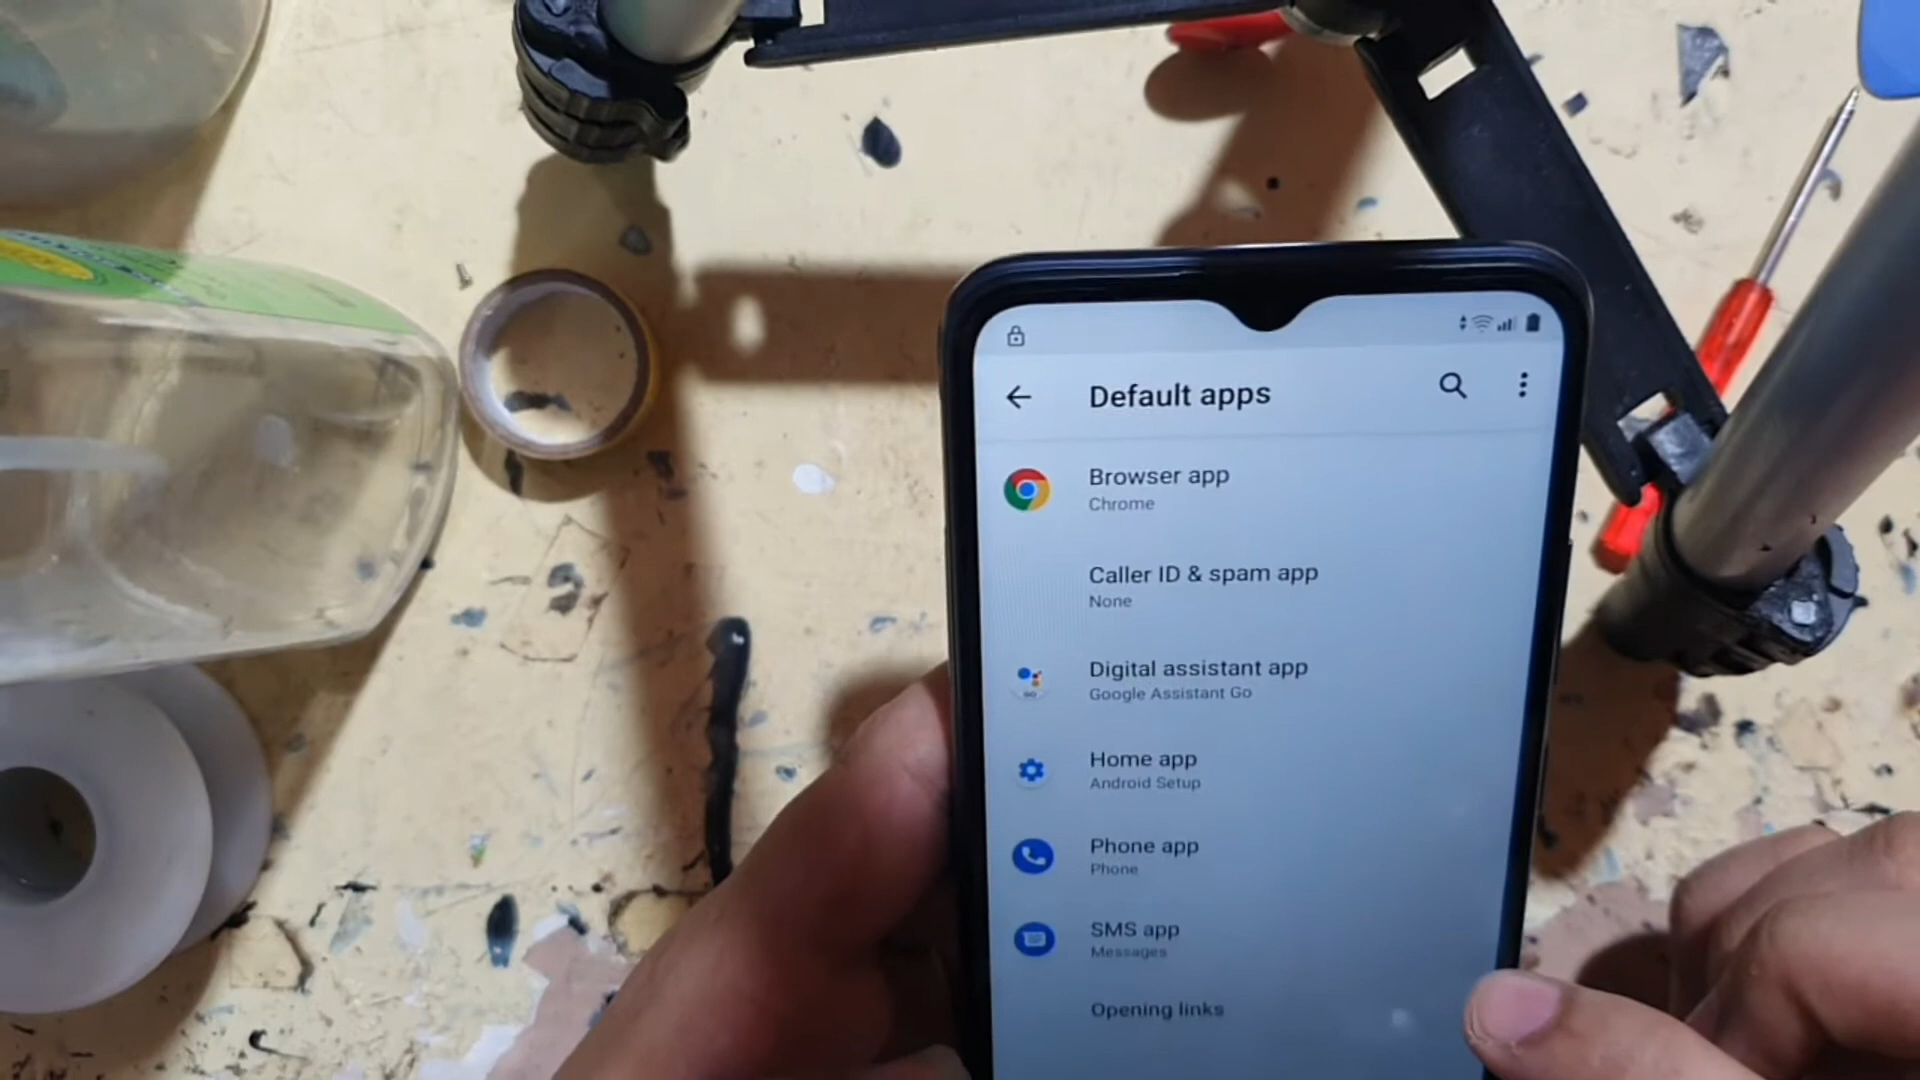 Default apps
Browser app
Chrome
Caller ID & spam app
None
Digital assistant app
Google Assistant Go
Home app
Android Setup
Phone app
Phone
SMS app
Messages
Opening links